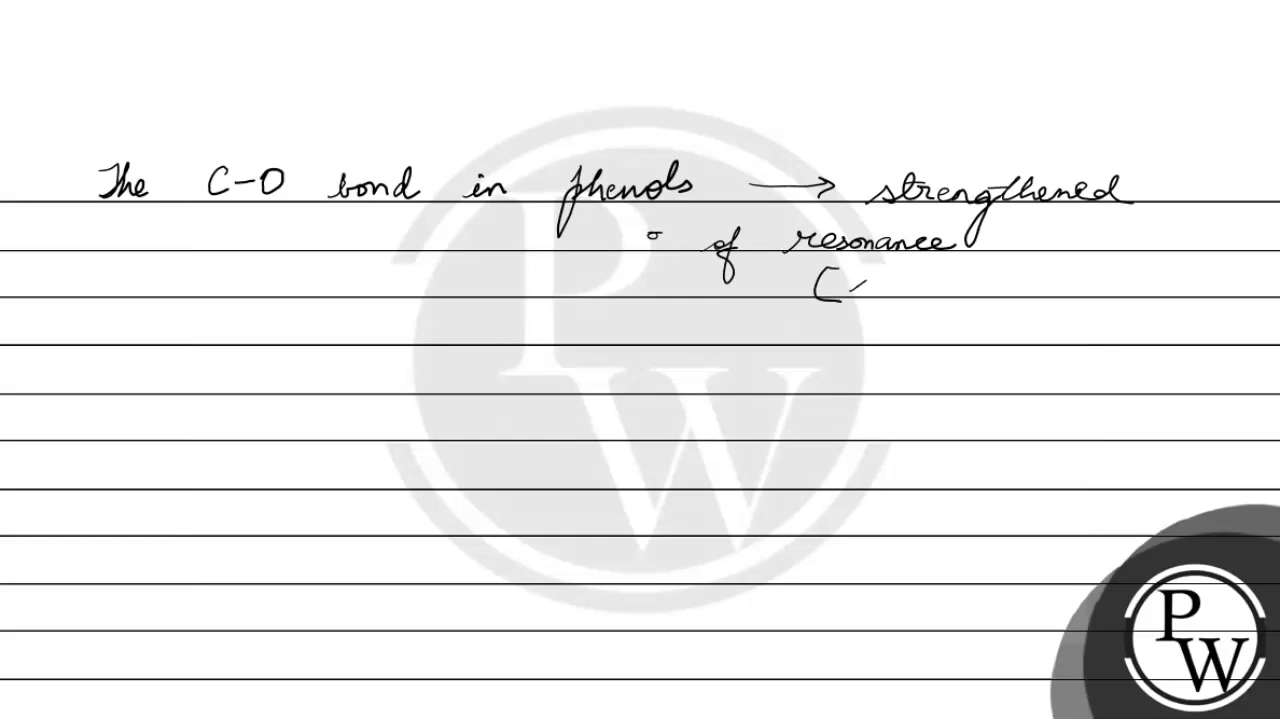 The C-O bond in phenols → strengthened
of resonance
(
P
W
P
W